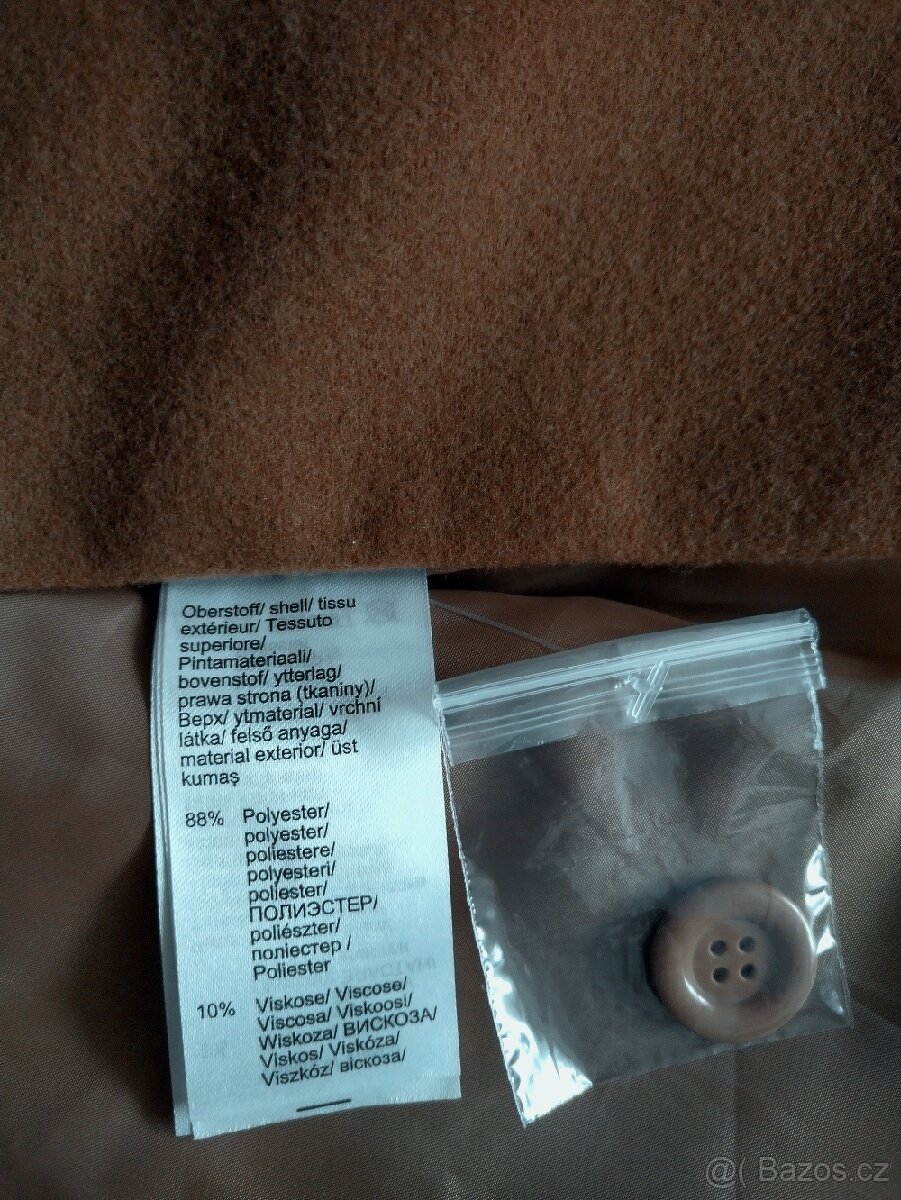 Oberstoff/ shell/ tissu
extérieur/ Tessuto
superiore/
Pintamateriaali/
bovenstof/ ytterlag/
prawa strona (tkaniny)/
Верх/ ytmaterial/ vrchní
látka/ felső anyaga/
material exterior/ üst
kumaş
88% Polyester/
polyester/
poliestere/
polyesteri/
poliester/
ПОЛИЭСТЕР/
poliészter/
поліестер /
Poliester
10% Viskose/ Viscose/
Viscosa/ Viskoosi/
Wiskoza/ ВИСКОЗА/
Viskos/ Viskóza/
Viszkóz/ віскоза/
@( Bazos.cz